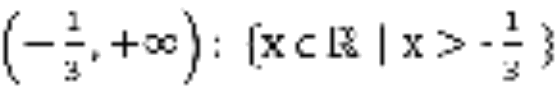 (-1/3, +∞): {x ⊂ ℝ | x > -1/3}